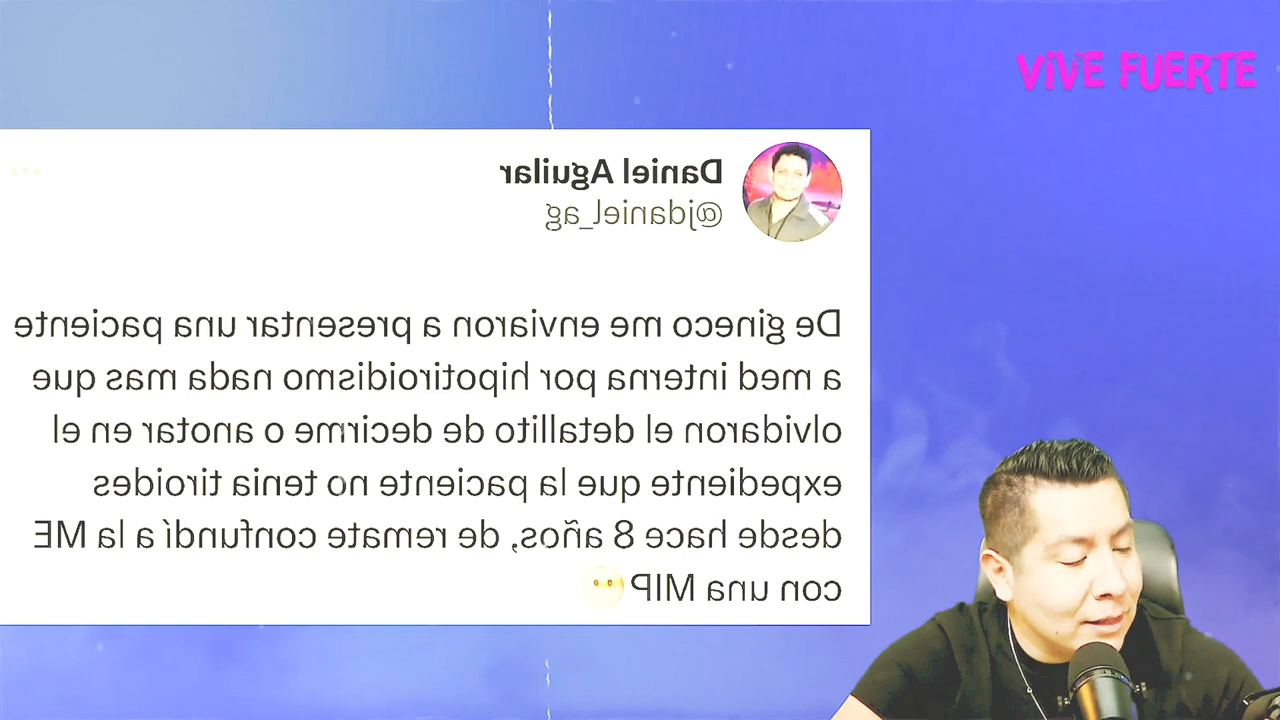 VIVE FUERTE
Daniel Aguilar
@jdaniel_ag
De gineco me enviaron a presentar una paciente
a med interna por hipotiroidismo nada mas que
olvidaron el detallito de decirme o anotar en el
expediente que la paciente no tenia tiroides
desde hace 8 años, de remate confundí a la ME
con una MIP